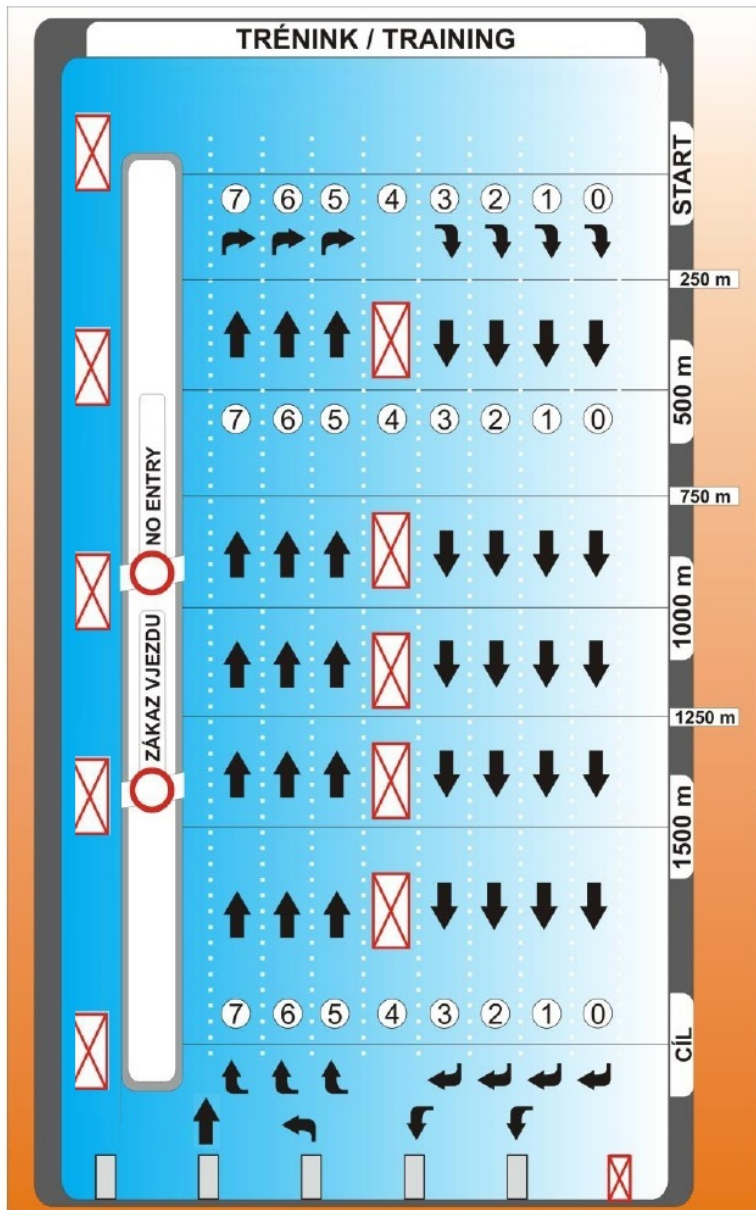 TRÉNINK / TRAINING
START
7 6 5 4 3 2 1 0
250 m
500 m
7 6 5 4 3 2 1 0
NO ENTRY
750 m
1000 m
ZÁKAZ VJEZDU
1250 m
1500 m
7 6 5 4 3 2 1 0
CÍL